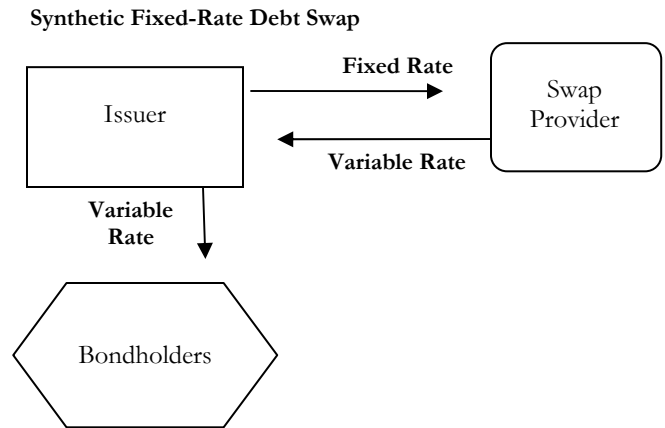 Synthetic Fixed-Rate Debt Swap
Fixed Rate
Issuer
Swap
Provider
Variable Rate
Variable
Rate
Bondholders